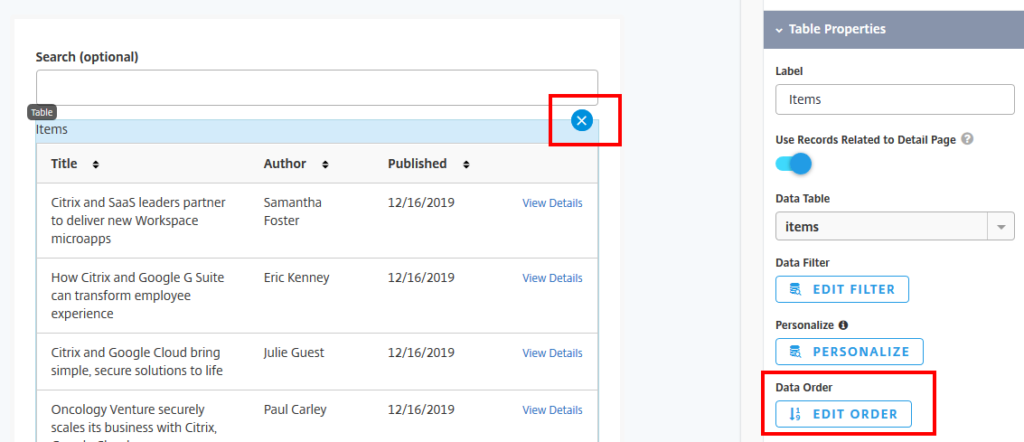 Search (optional)
Table
Items
Title Author Published
Citrix and SaaS leaders partner
to deliver new Workspace
microapps
Samantha
Foster
12/16/2019
View Details
How Citrix and Google G Suite
can transform employee
experience
Eric Kenney
12/16/2019
View Details
Citrix and Google Cloud bring
simple, secure solutions to life
Julie Guest
12/16/2019
View Details
Oncology Venture securely
scales its business with Citrix,
Paul Carley
12/16/2019
View Details
Table Properties
Label
Items
Use Records Related to Detail Page ?
Data Table
items
Data Filter
EDIT FILTER
Personalize
PERSONALIZE
Data Order
EDIT ORDER